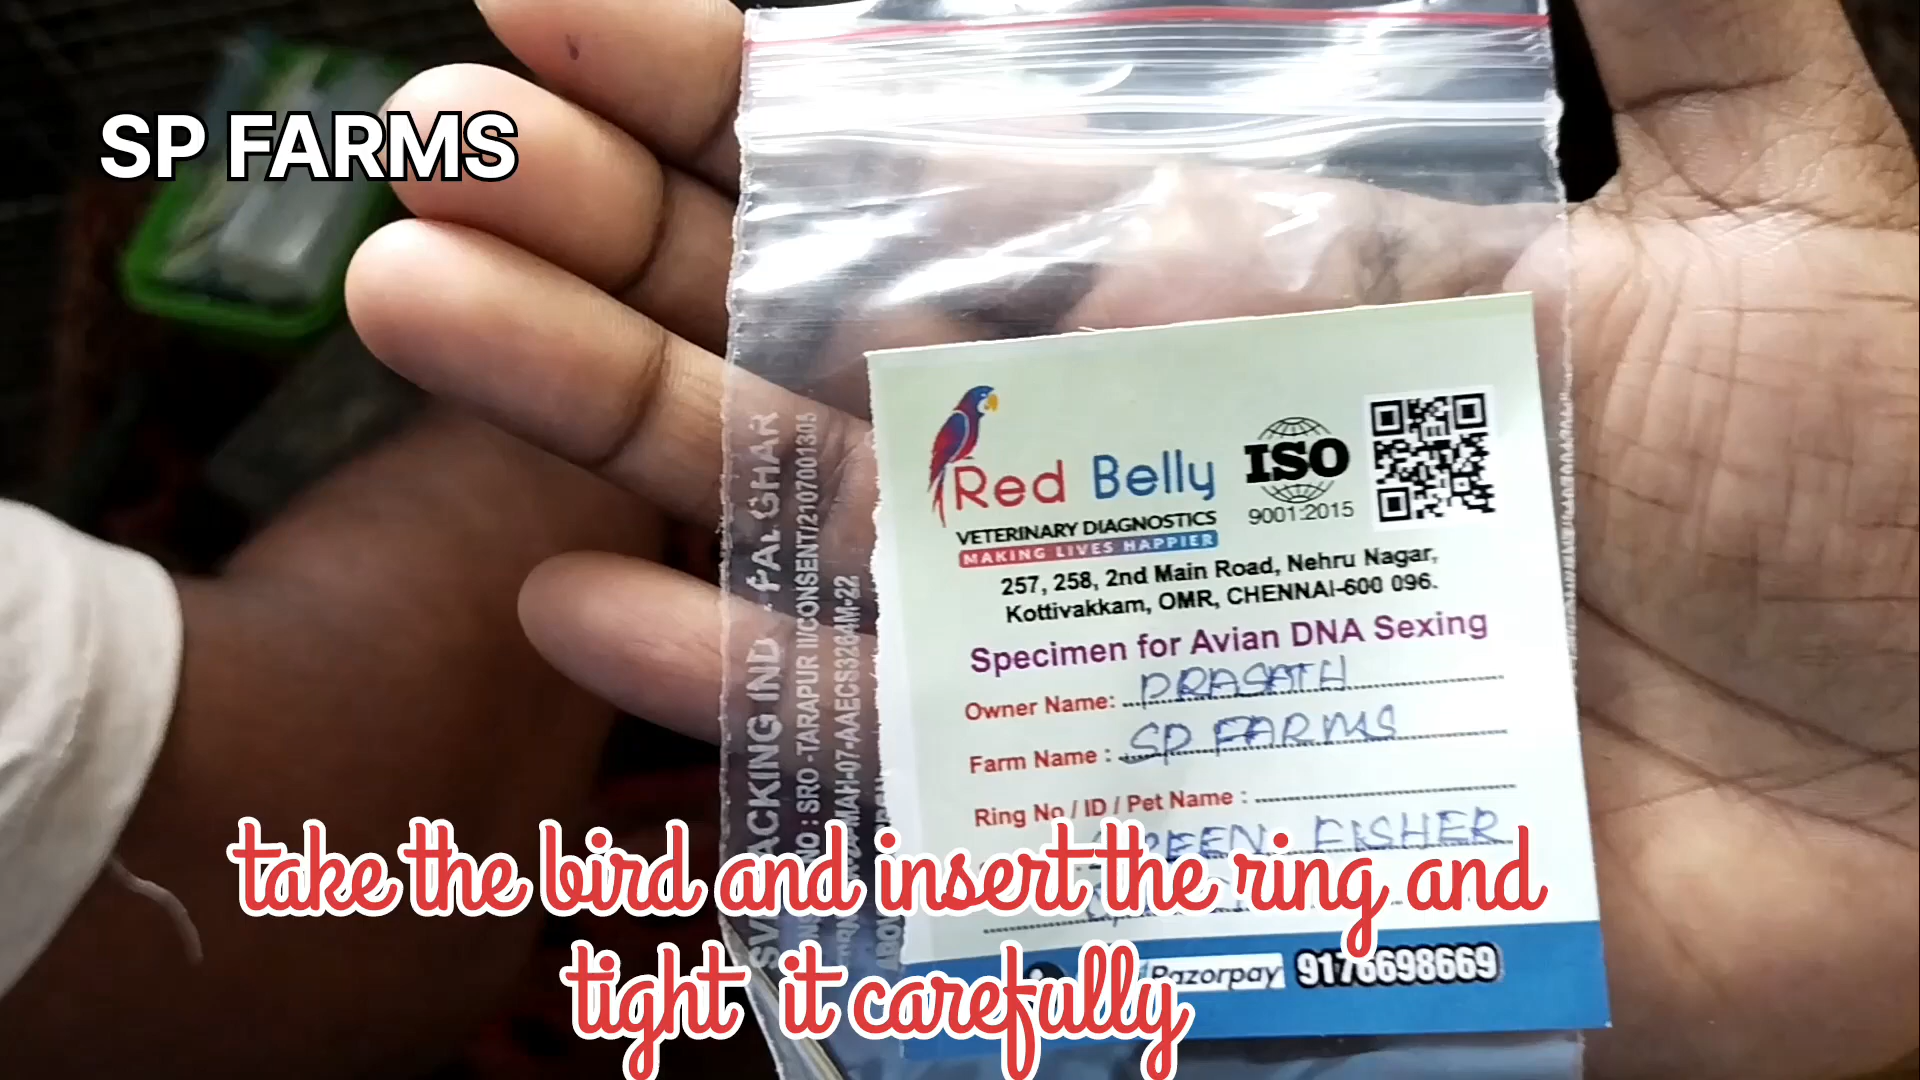 SP FARMS
Red Belly
VETERINARY DIAGNOSTICS
MAKING LIVES HAPPIER
ISO
9001:2015
257, 258, 2nd Main Road, Nehru Nagar,
Kottivakkam, OMR, CHENNAI-600 096.
Specimen for Avian DNA Sexing
Owner Name: PRASATH
Farm Name : SP FARMS
Ring No / ID / Pet Name :
GREEN FISHER
Razorpay 9176698669
PALGHAR
NO : SRO-TARAPUR II/CONSENT/2107001305
take the bird and insert the ring and
tight it carefully